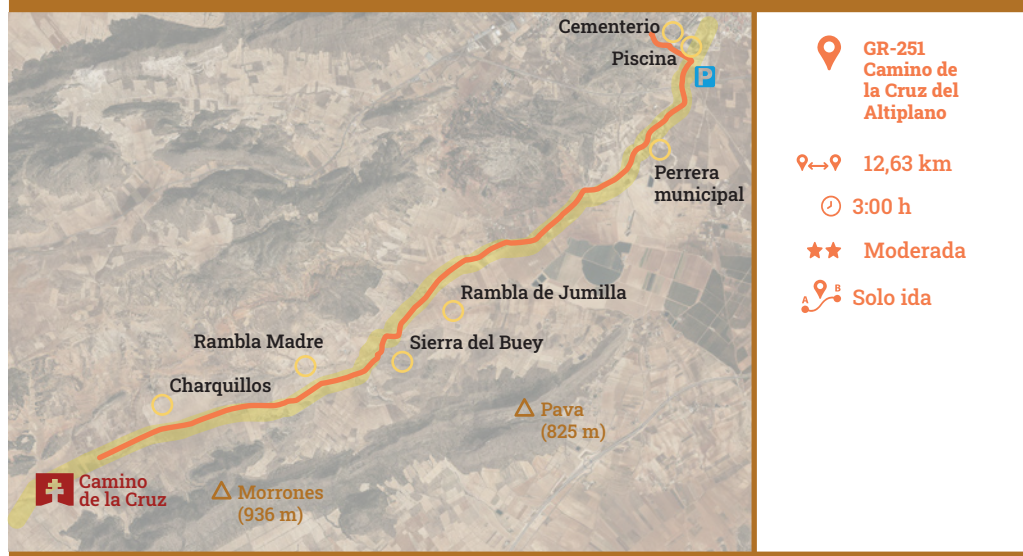 Cementerio
Piscina
P
Perrera
municipal
Rambla de Jumilla
Rambla Madre
Sierra del Buey
Charquillos
Pava
(825 m)
Camino
de la Cruz
Morrones
(936 m)
GR-251
Camino de
la Cruz del
Altiplano
12,63 km
3:00 h
Moderada
A B
Solo ida